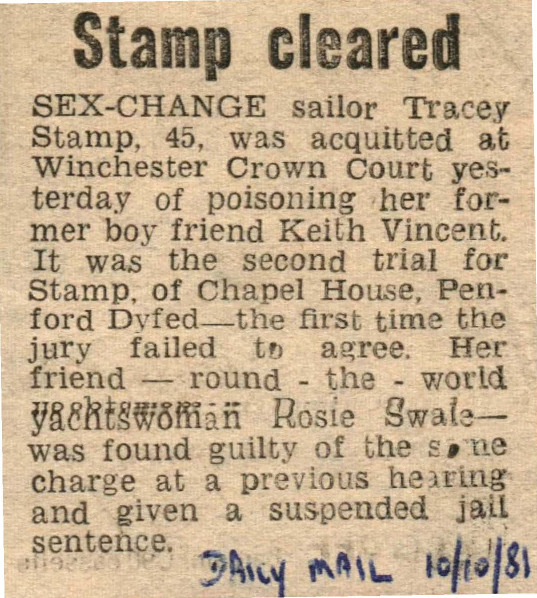 Stamp cleared
SEX-CHANGE sailor Tracey
Stamp, 45, was acquitted at
Winchester Crown Court yes-
terday of poisoning her for-
mer boy friend Keith Vincent.
It was the second trial for
Stamp, of Chapel House, Pen-
ford Dyfed—the first time the
jury failed to agree. Her
friend — round - the - world
yachtswoman Rosie Swale—
was found guilty of the same
charge at a previous hearing
and given a suspended jail
sentence.
DAILY MAIL 10/10/81